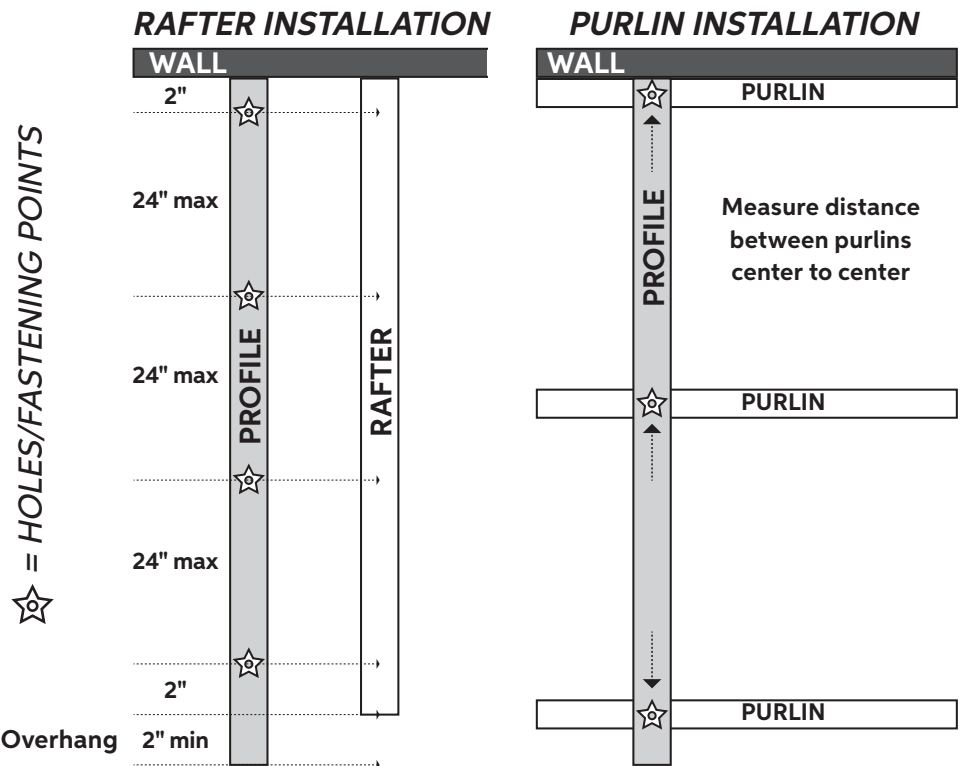 RAFTER INSTALLATION
WALL
2"
24" max
24" max
24" max
2"
Overhang 2" min
PROFILE
RAFTER
= HOLES/FASTENING POINTS
PURLIN INSTALLATION
WALL
PURLIN
PROFILE
Measure distance
between purlins
center to center
PURLIN
PURLIN